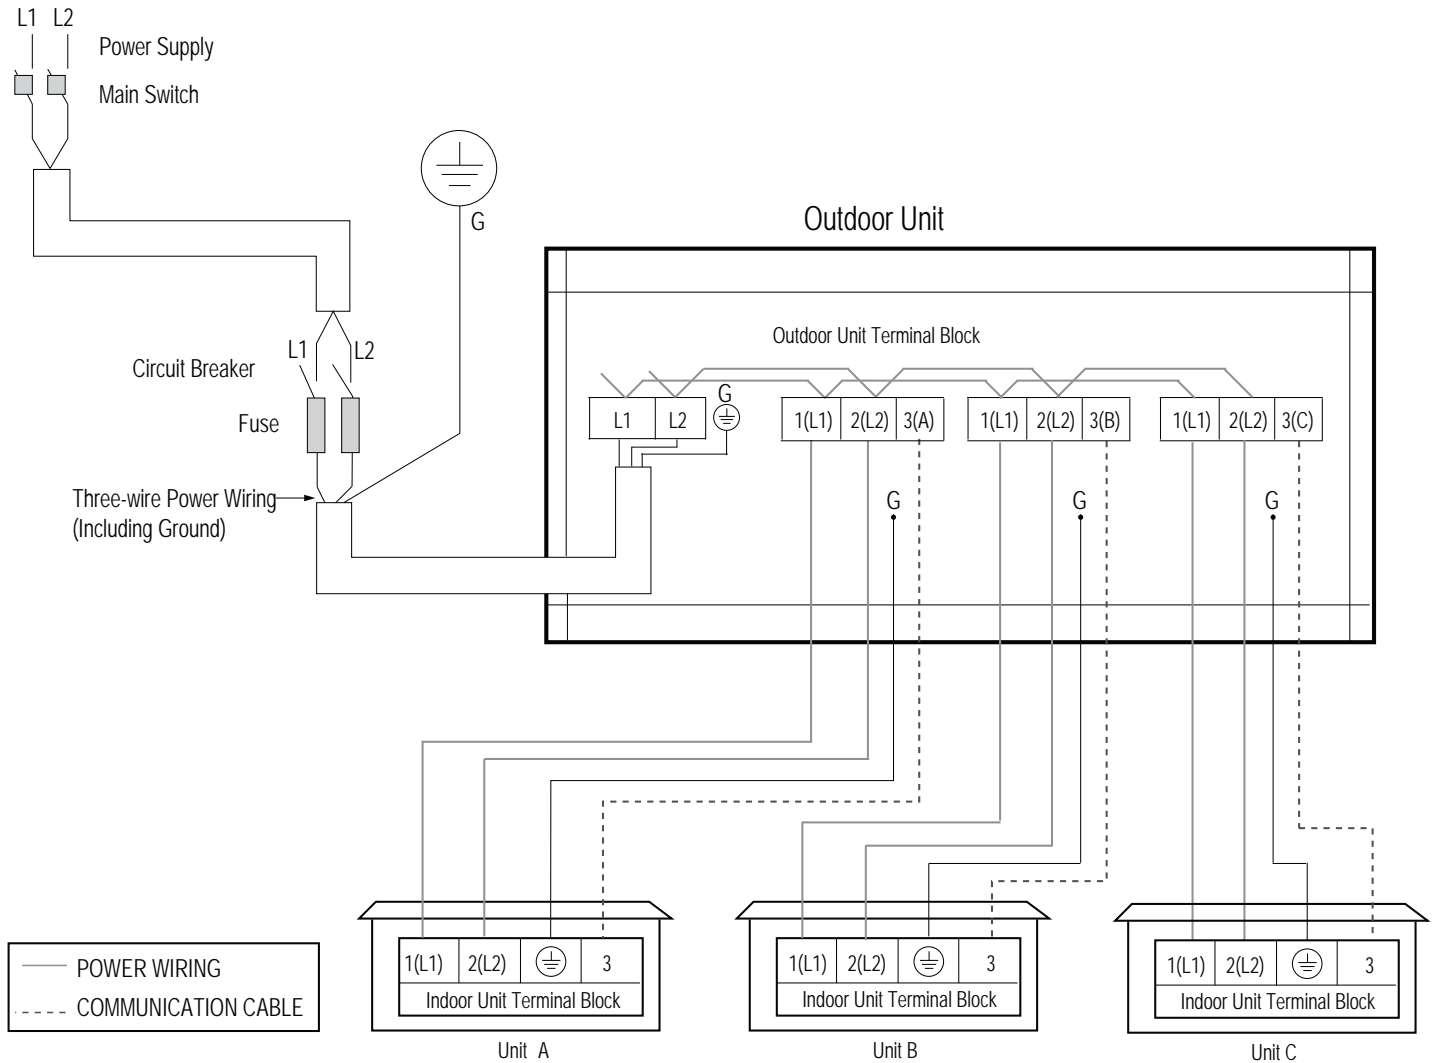 L1 L2
Power Supply
Main Switch
G
Outdoor Unit
Outdoor Unit Terminal Block
L1 L2
Circuit Breaker
Fuse
G
L1 L2
1(L1) 2(L2) 3(A)
1(L1) 2(L2) 3(B)
1(L1) 2(L2) 3(C)
Three-wire Power Wiring
(Including Ground)
G G G
POWER WIRING
COMMUNICATION CABLE
1(L1) 2(L2) 3
Indoor Unit Terminal Block
Unit A
1(L1) 2(L2) 3
Indoor Unit Terminal Block
Unit B
1(L1) 2(L2) 3
Indoor Unit Terminal Block
Unit C